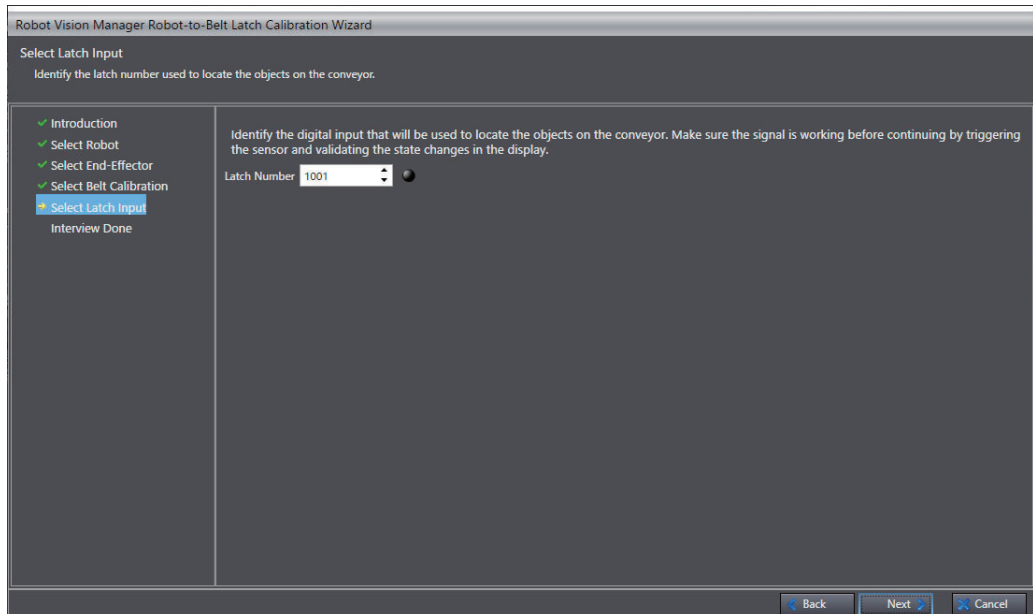 Robot Vision Manager Robot-to-Belt Latch Calibration Wizard
Select Latch Input
Identify the latch number used to locate the objects on the conveyor.
Introduction
Select Robot
Select End-Effector
Select Belt Calibration
Select Latch Input
Interview Done
Identify the digital input that will be used to locate the objects on the conveyor. Make sure the signal is working before continuing by triggering
the sensor and validating the state changes in the display.
Latch Number 1001
Back Next Cancel